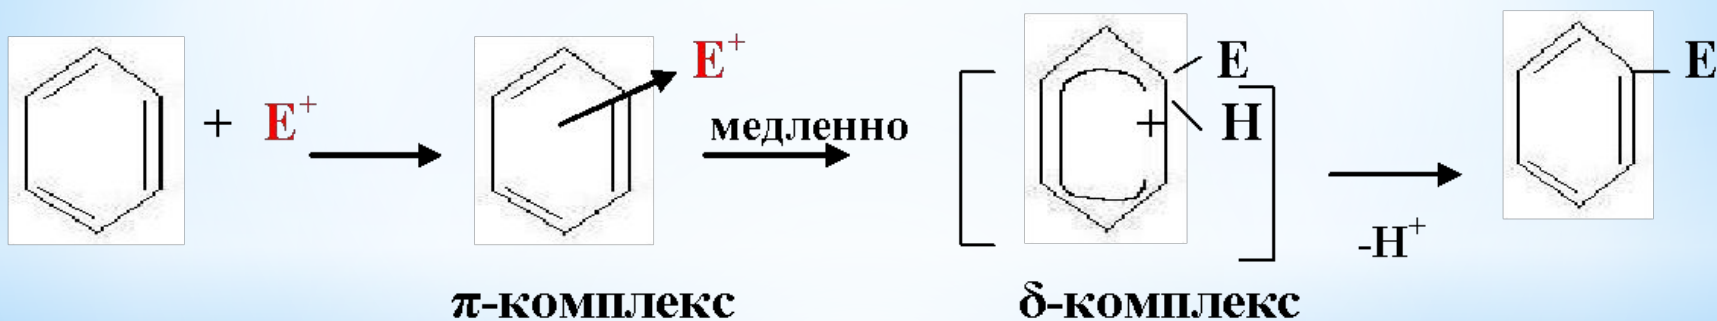 + E⁺
E⁺
медленно
E
+
H
-H⁺
E
π-комплекс
δ-комплекс